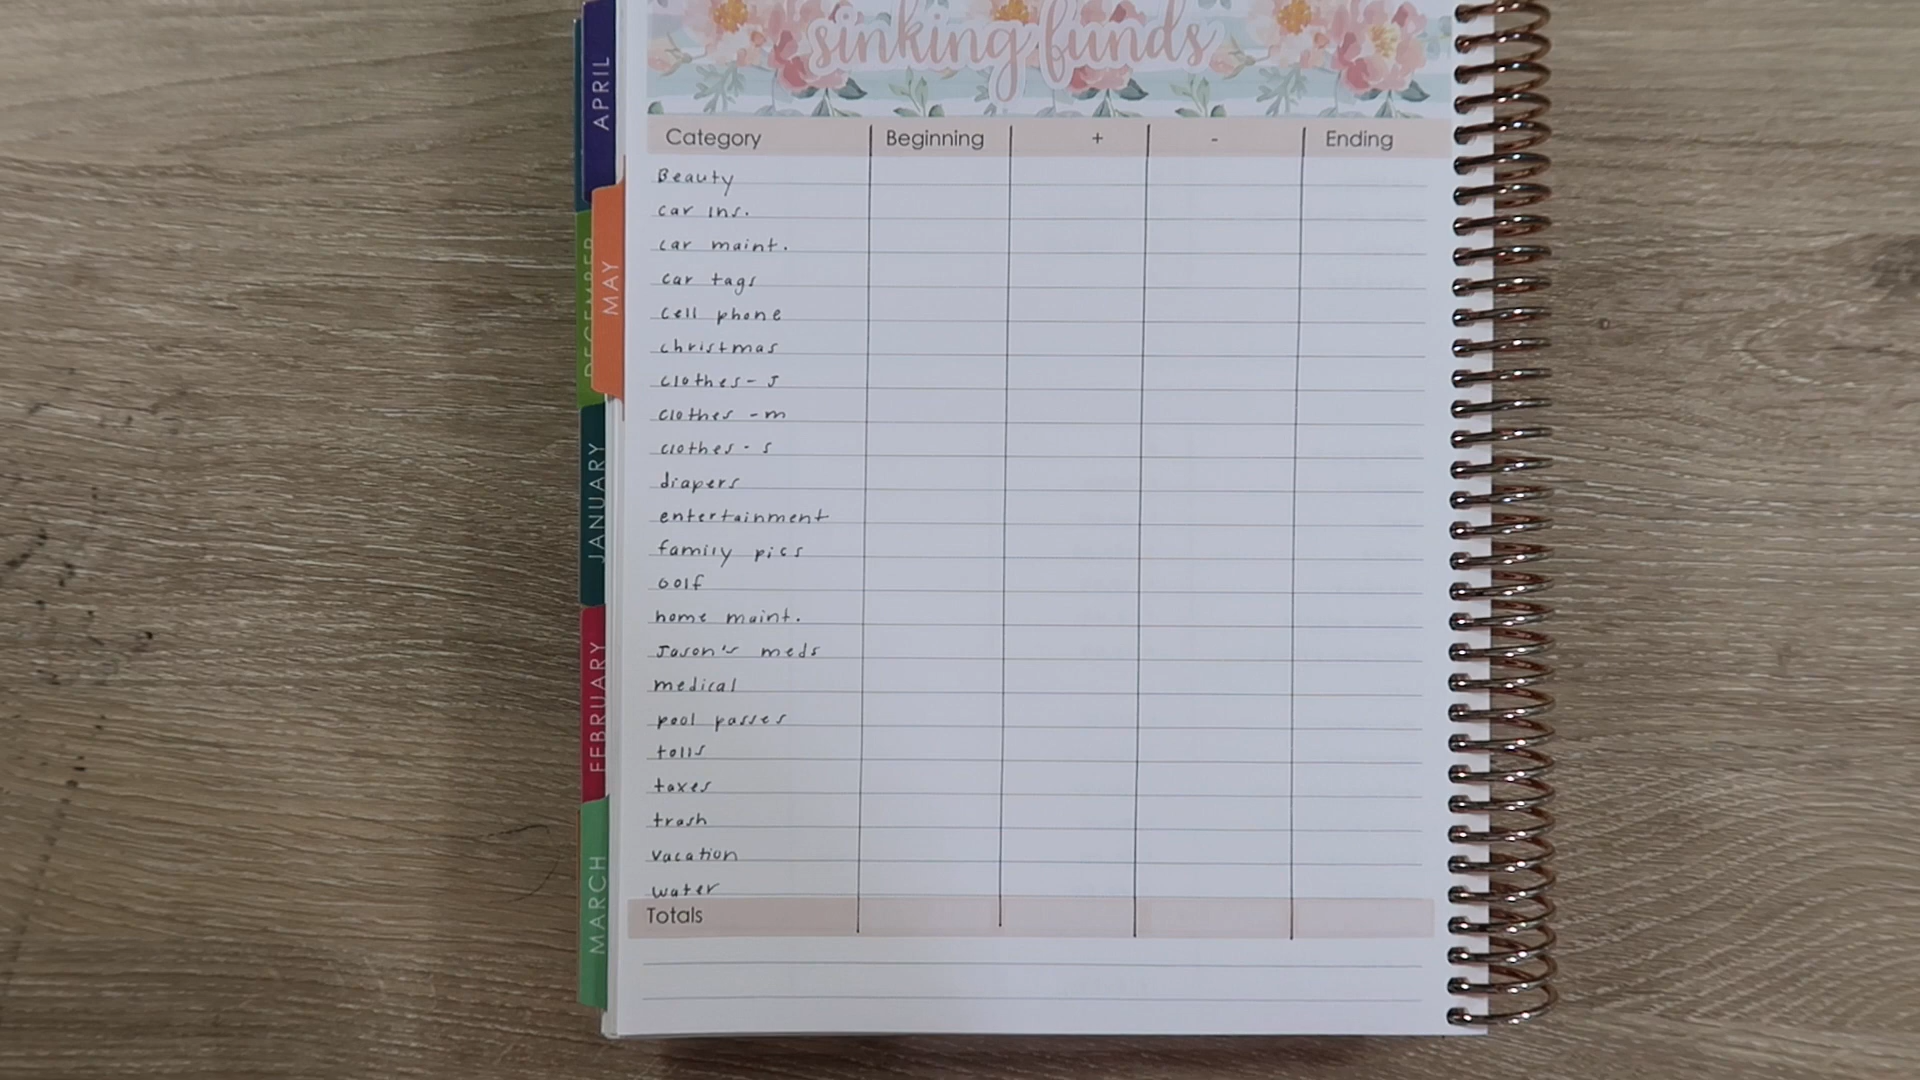 sinking funds
Category Beginning + - Ending
Beauty
car ins.
car maint.
car tags
cell phone
christmas
clothes- J
clothes -m
clothes - s
diapers
entertainment
family pics
Golf
home maint.
Jason's meds
medical
pool passes
tolls
taxes
trash
vacation
water
Totals
APRIL
MAY
DECEMBER
JANUARY
FEBRUARY
MARCH